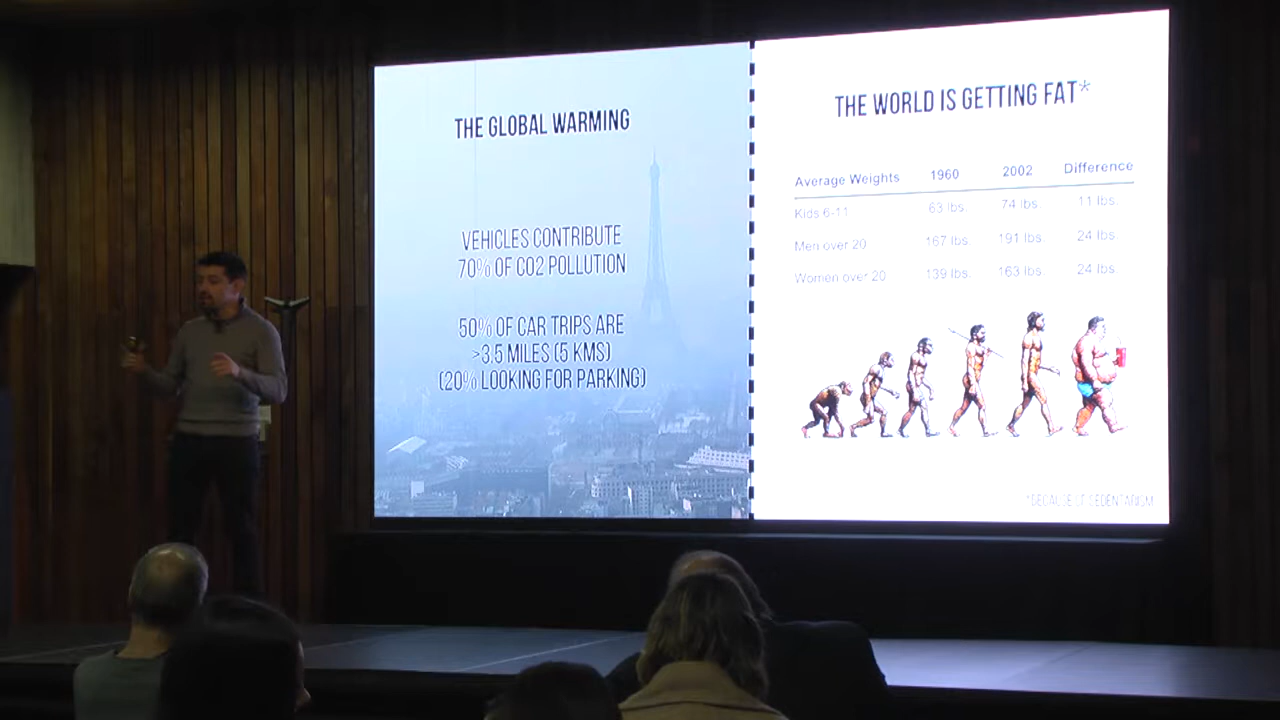 THE GLOBAL WARMING
VEHICLES CONTRIBUTE
70% OF CO2 POLLUTION
50% OF CAR TRIPS ARE
>3.5 MILES (5 KMS)
(20% LOOKING FOR PARKING)
THE WORLD IS GETTING FAT*
Average Weights 1960 2002 Difference
Kids 6-11 63 lbs. 74 lbs. 11 lbs.
Men over 20 167 lbs. 191 lbs. 24 lbs.
Women over 20 139 lbs. 163 lbs. 24 lbs.
*BECAUSE OF SEDENTARISM